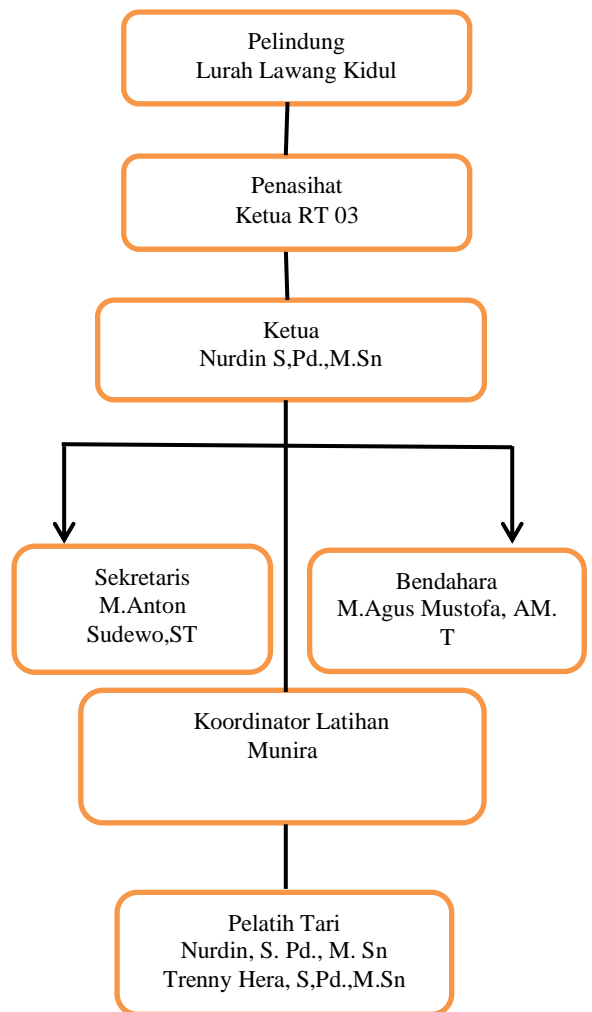 Pelindung
Lurah Lawang Kidul
Penasihat
Ketua RT 03
Ketua
Nurdin S,Pd.,M.Sn
Sekretaris
M.Anton
Sudewo,ST
Bendahara
M.Agus Mustofa, AM.
T
Koordinator Latihan
Munira
Pelatih Tari
Nurdin, S. Pd., M. Sn
Trenny Hera, S,Pd.,M.Sn